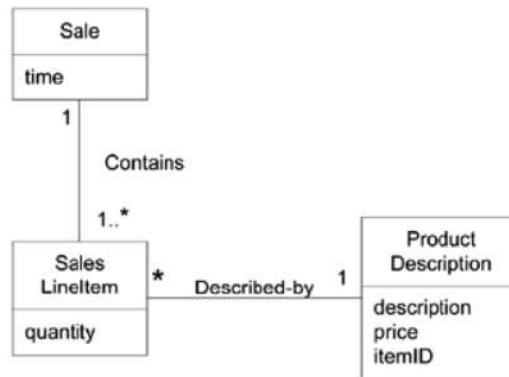 Sale
time
1
Contains
1..*
Sales
LineItem
quantity
*
Described-by
1
Product
Description
description
price
itemID